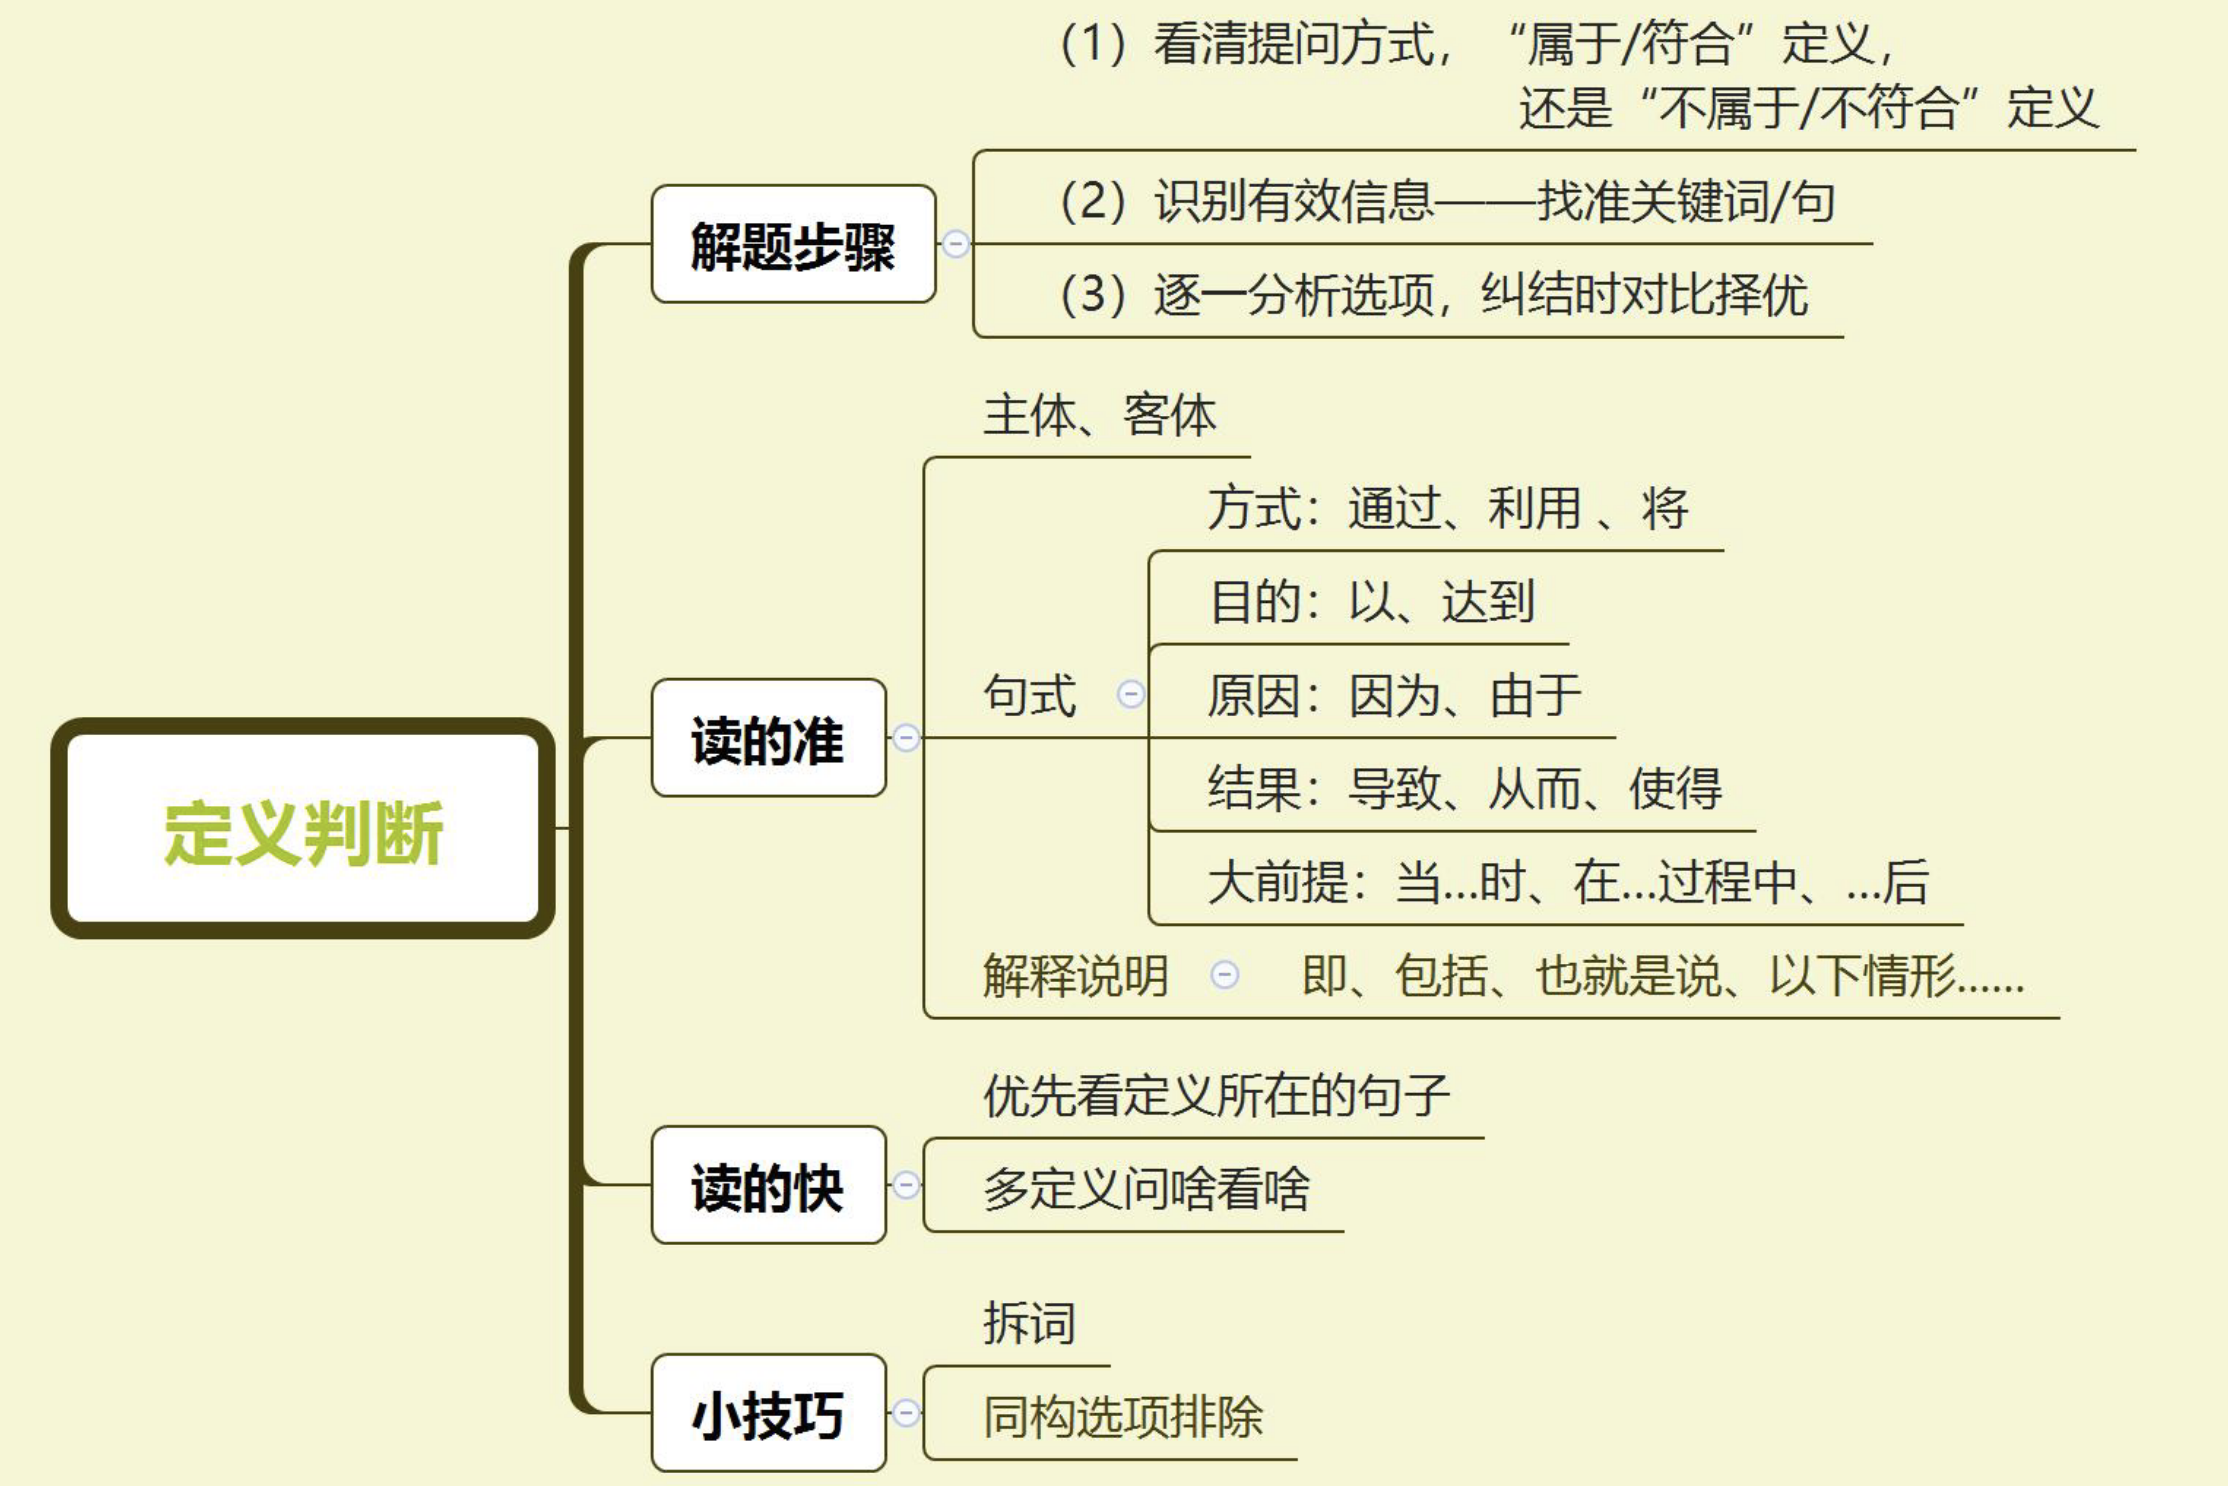 (1)看清提问方式，“属于/符合”定义，
还是“不属于/不符合”定义
(2)识别有效信息——找准关键词/句
解题步骤
(3)逐一分析选项，纠结时对比择优
主体、客体
方式：通过、利用 、将
目的：以、达到
句式
原因：因为、由于
读的准
结果：导致、从而、使得
定义判断
大前提：当...时、在...过程中、...后
解释说明
即、包括、也就是说、以下情形......
优先看定义所在的句子
读的快
多定义问啥看啥
拆词
小技巧
同构选项排除